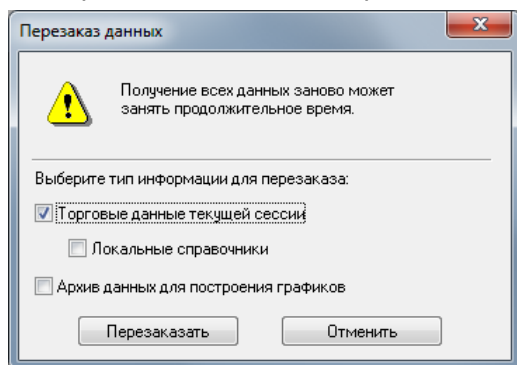 Перезаказ данных
Получение всех данных заново может
занять продолжительное время.
Выберите тип информации для перезаказа:
Торговые данные текущей сессии
Локальные справочники
Архив данных для построения графиков
Перезаказать
Отменить